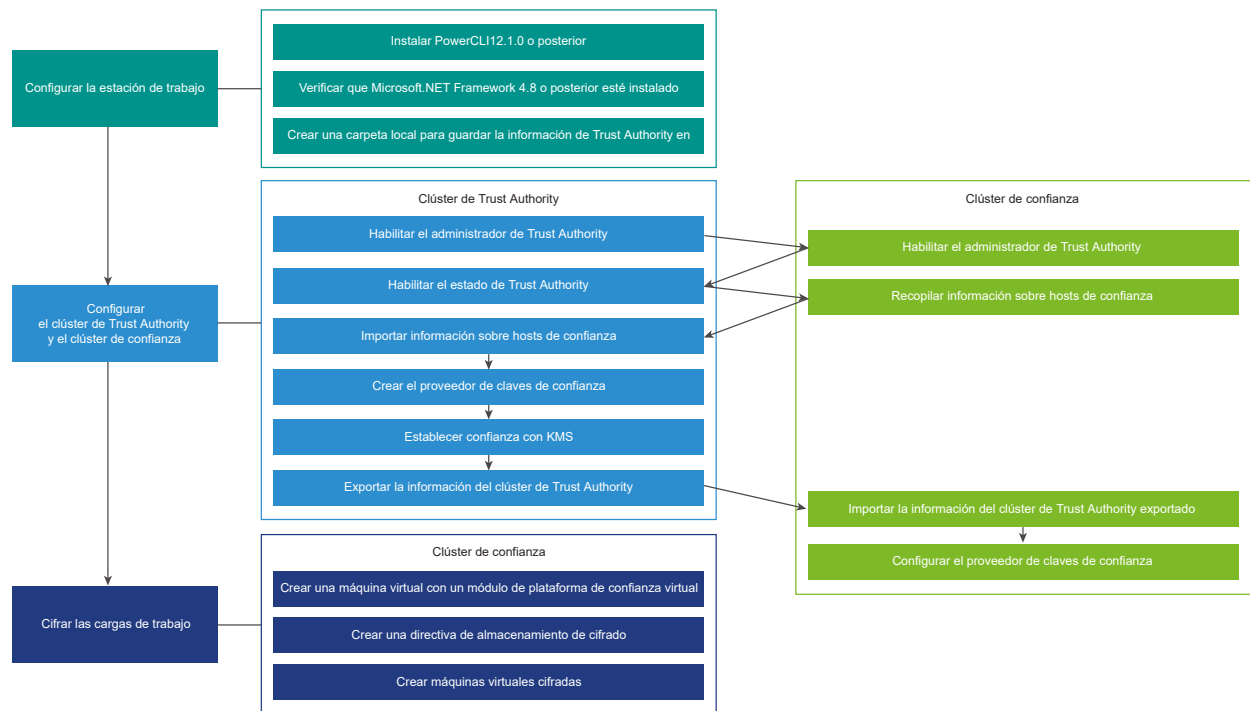 Configurar la estación de trabajo
Instalar PowerCLI12.1.0 o posterior
Verificar que Microsoft.NET Framework 4.8 o posterior esté instalado
Crear una carpeta local para guardar la información de Trust Authority en
Configurar
el clúster de Trust Authority
y el clúster de confianza
Clúster de Trust Authority
Habilitar el administrador de Trust Authority
Habilitar el estado de Trust Authority
Importar información sobre hosts de confianza
Crear el proveedor de claves de confianza
Establecer confianza con KMS
Exportar la información del clúster de Trust Authority
Clúster de confianza
Habilitar el administrador de Trust Authority
Recopilar información sobre hosts de confianza
Importar la información del clúster de Trust Authority exportado
Configurar el proveedor de claves de confianza
Cifrar las cargas de trabajo
Clúster de confianza
Crear una máquina virtual con un módulo de plataforma de confianza virtual
Crear una directiva de almacenamiento de cifrado
Crear máquinas virtuales cifradas